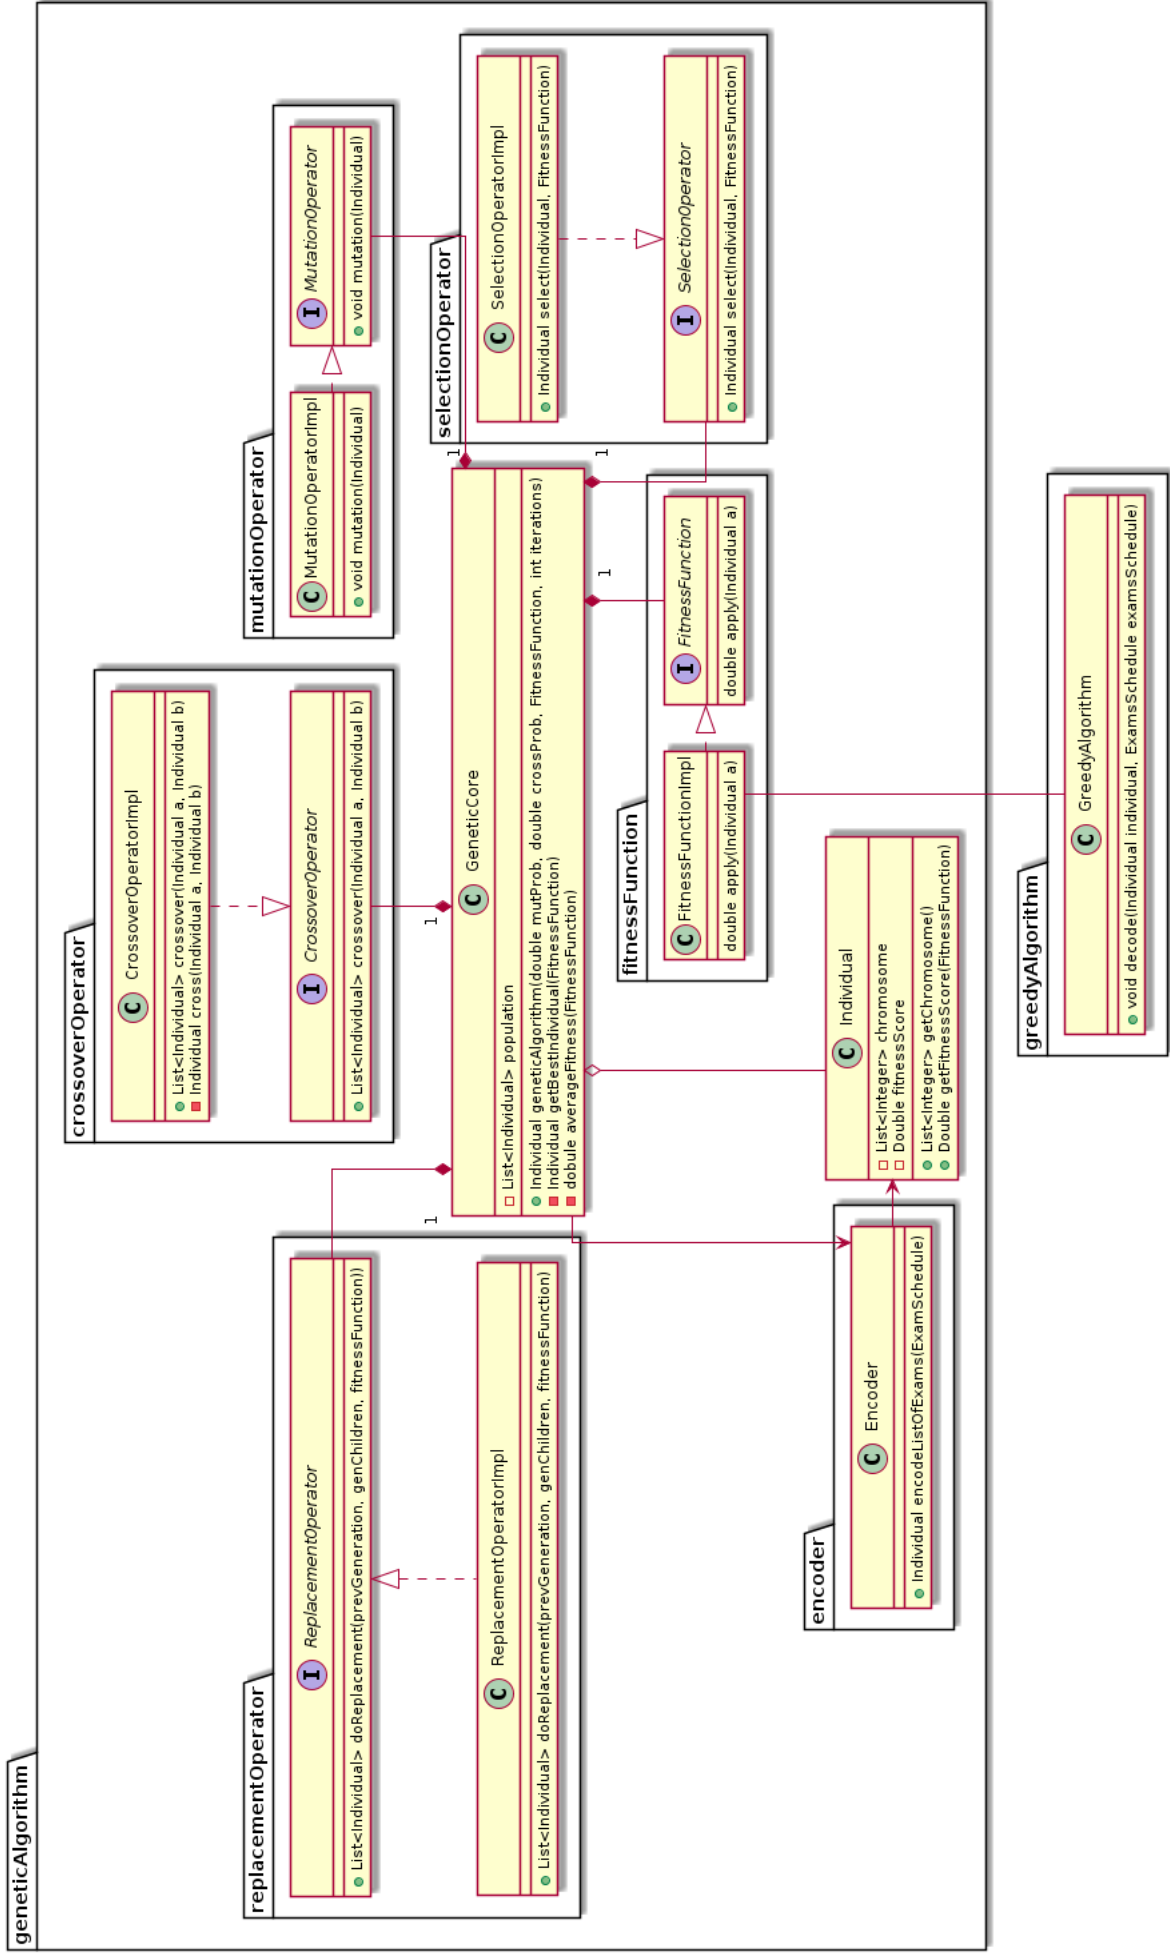 geneticAlgorithm
replacementOperator
I
ReplacementOperator
List<Individual> doReplacement(prevGeneration, genChildren, fitnessFunction))
C
ReplacementOperatorImpl
List<Individual> doReplacement(prevGeneration, genChildren, fitnessFunction)
crossoverOperator
C
CrossoverOperatorImpl
List<Individual> crossover(Individual a, Individual b)
Individual cross(Individual a, Individual b)
I
CrossoverOperator
List<Individual> crossover(Individual a, Individual b)
mutationOperator
C
MutationOperatorImpl
void mutation(Individual)
I
MutationOperator
void mutation(Individual)
selectionOperator
C
SelectionOperatorImpl
Individual select(Individual, FitnessFunction)
I
SelectionOperator
Individual select(Individual, FitnessFunction)
1
1
1
1
1
C
GeneticCore
List<Individual> population
Individual geneticAlgorithm(double mutProb, double crossProb, FitnessFunction, int iterations)
Individual getBestIndividual(FitnessFunction)
dobule averageFitness(FitnessFunction)
fitnessFunction
C
FitnessFunctionImpl
double apply(Individual a)
I
FitnessFunction
double apply(Individual a)
encoder
C
Encoder
Individual encodeListOfExams(ExamSchedule)
C
Individual
List<Integer> chromosome
Double fitnessScore
List<Integer> getChromosome()
Double getFitnessScore(FitnessFunction)
greedyAlgorithm
C
GreedyAlgorithm
void decode(Individual individual, ExamsSchedule examsSchedule)